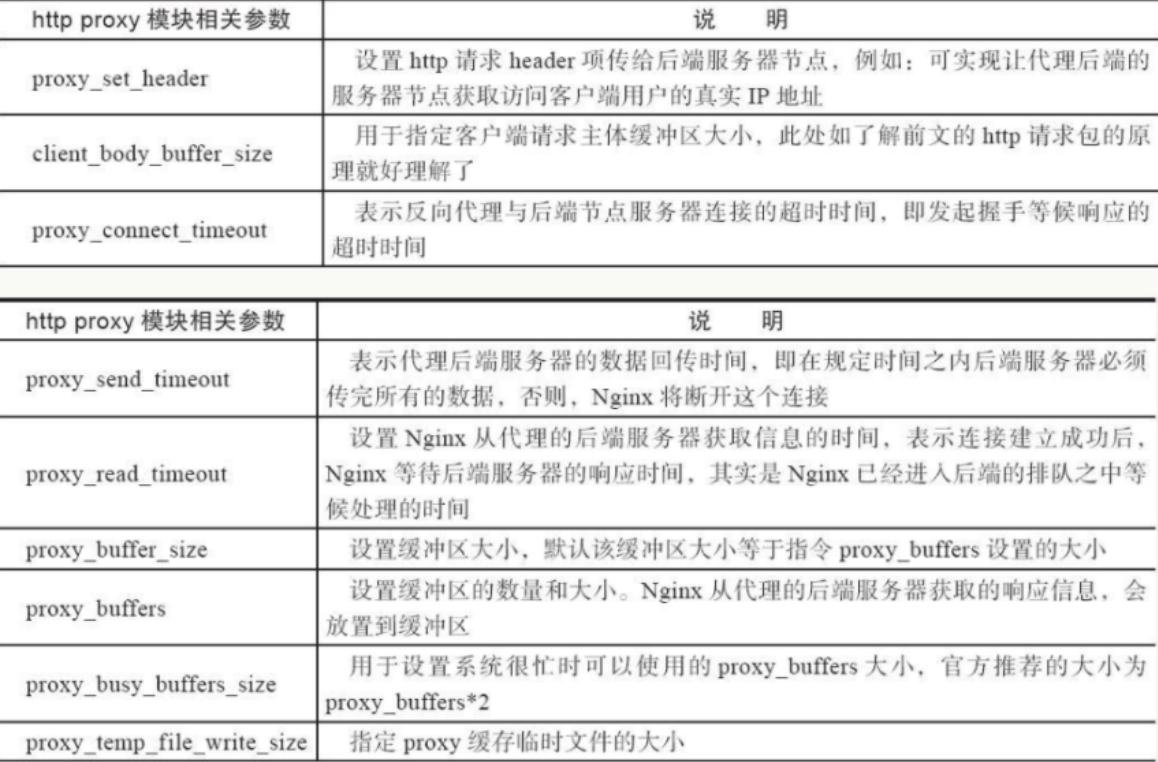 http proxy 模块相关参数 说 明
proxy_set_header
设置 http 请求 header 项传给后端服务器节点，例如：可实现让代理后端的
服务器节点获取访问客户端用户的真实 IP 地址
client_body_buffer_size
用于指定客户端请求主体缓冲区大小，此处如了解前文的 http 请求包的原
理就好理解了
proxy_connect_timeout
表示反向代理与后端节点服务器连接的超时时间，即发起握手等候响应的
超时时间
http proxy 模块相关参数 说 明
proxy_send_timeout
表示代理后端服务器的数据回传时间，即在规定时间之内后端服务器必须
传完所有的数据，否则，Nginx 将断开这个连接
proxy_read_timeout
设置 Nginx 从代理的后端服务器获取信息的时间，表示连接建立成功后，
Nginx 等待后端服务器的响应时间，其实是 Nginx 已经进入后端的排队之中等
候处理的时间
proxy_buffer_size
设置缓冲区大小，默认该缓冲区大小等于指令 proxy_buffers 设置的大小
proxy_buffers
设置缓冲区的数量和大小。Nginx 从代理的后端服务器获取的响应信息，会
放置到缓冲区
proxy_busy_buffers_size
用于设置系统很忙时可以使用的 proxy_buffers 大小，官方推荐的大小为
proxy_buffers*2
proxy_temp_file_write_size
指定 proxy 缓存临时文件的大小